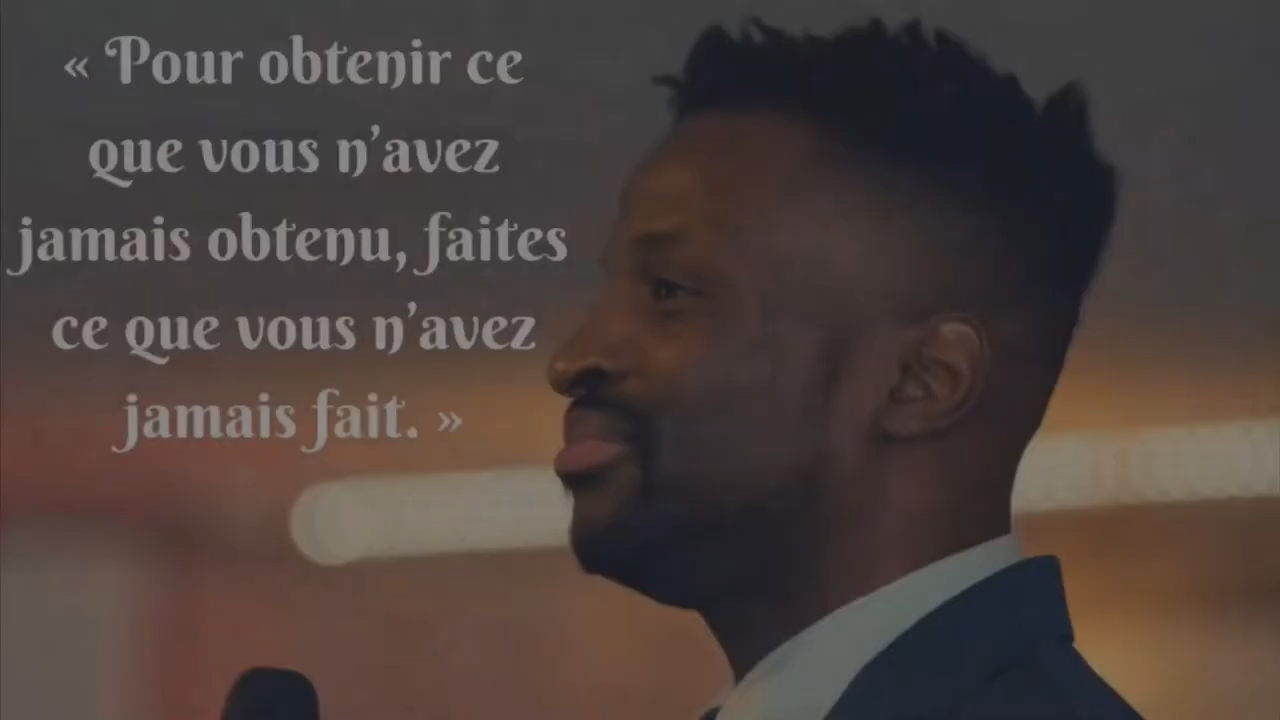 « Pour obtenir ce
que vous n’avez
jamais obtenu, faites
ce que vous n’avez
jamais fait. »